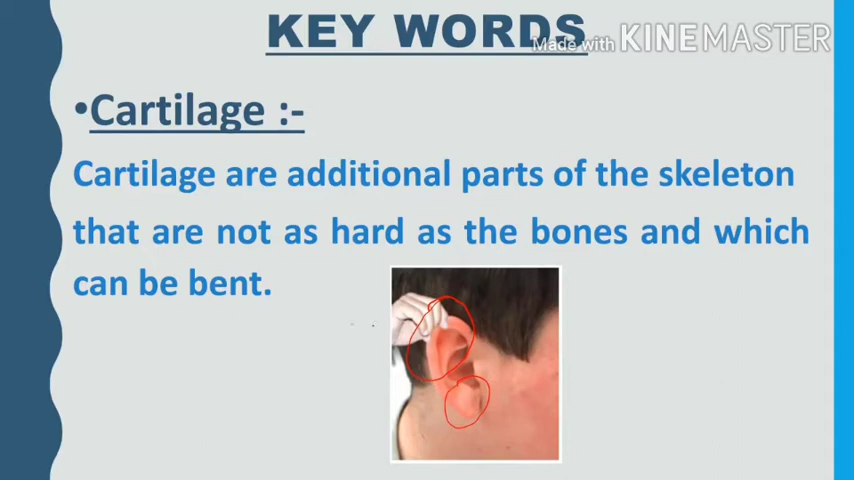 KEY WORDS
Made with KINEMASTER
•Cartilage :-
Cartilage are additional parts of the skeleton
that are not as hard as the bones and which
can be bent.